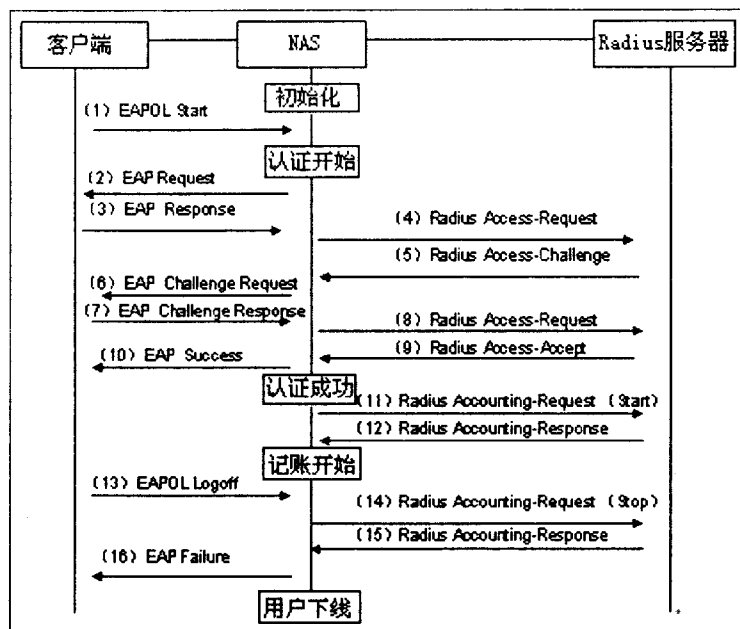 客户端
NAS
Radius服务器
初始化
(1) EAPOL Start
认证开始
(2) EAP Request
(3) EAP Response
(4) Radius Access-Request
(5) Radius Access-Challenge
(6) EAP Challenge Request
(7) EAP Challenge Response
(8) Radius Access-Request
(9) Radius Access-Accept
(10) EAP Success
认证成功
(11) Radius Accounting-Request (Start)
(12) Radius Accounting-Response
记账开始
(13) EAPOL Logoff
(14) Radius Accounting-Request (Stop)
(15) Radius Accounting-Response
(16) EAP Failure
用户下线